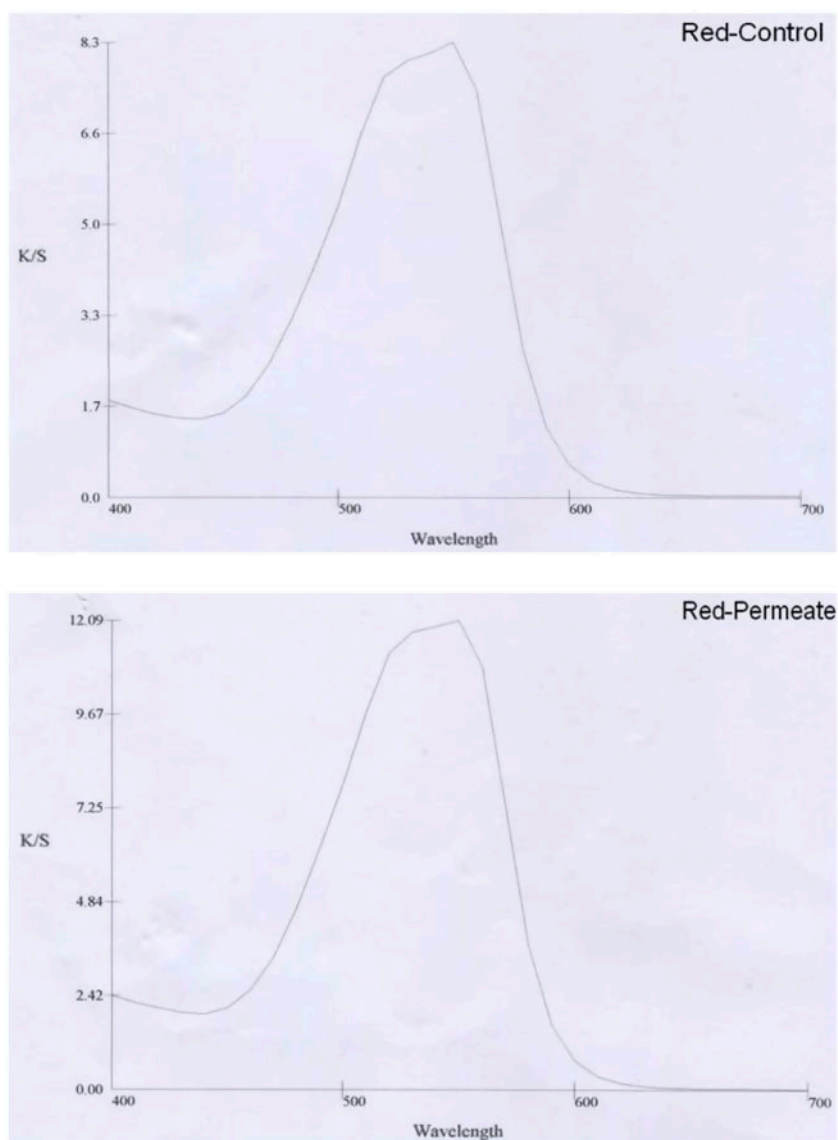 Red-Control
8.3
6.6
5.0
K/S
3.3
1.7
0.0
400 500 600 700
Wavelength
Red-Permeate
12.09
9.67
7.25
K/S
4.84
2.42
0.00
400 500 600 700
Wavelength